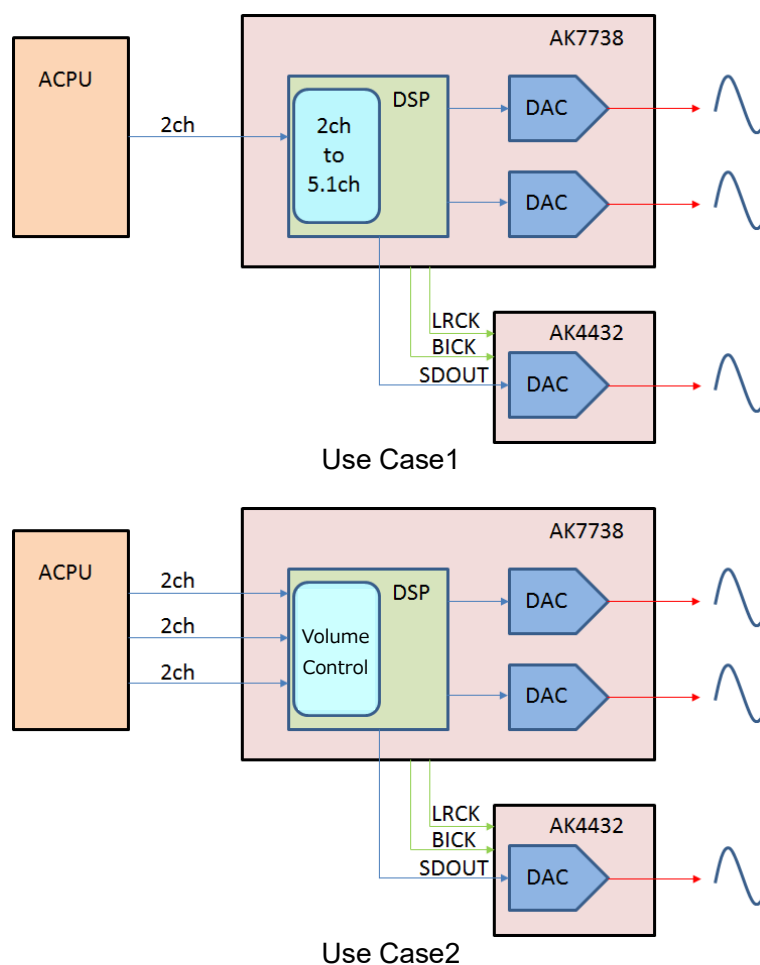 AK7738
ACPU
DSP
DAC
2ch
2ch
to
5.1ch
DAC
LRCK
AK4432
BICK
SDOUT
DAC
Use Case1
AK7738
ACPU
2ch
DSP
DAC
2ch
Volume
Control
2ch
DAC
LRCK
AK4432
BICK
SDOUT
DAC
Use Case2